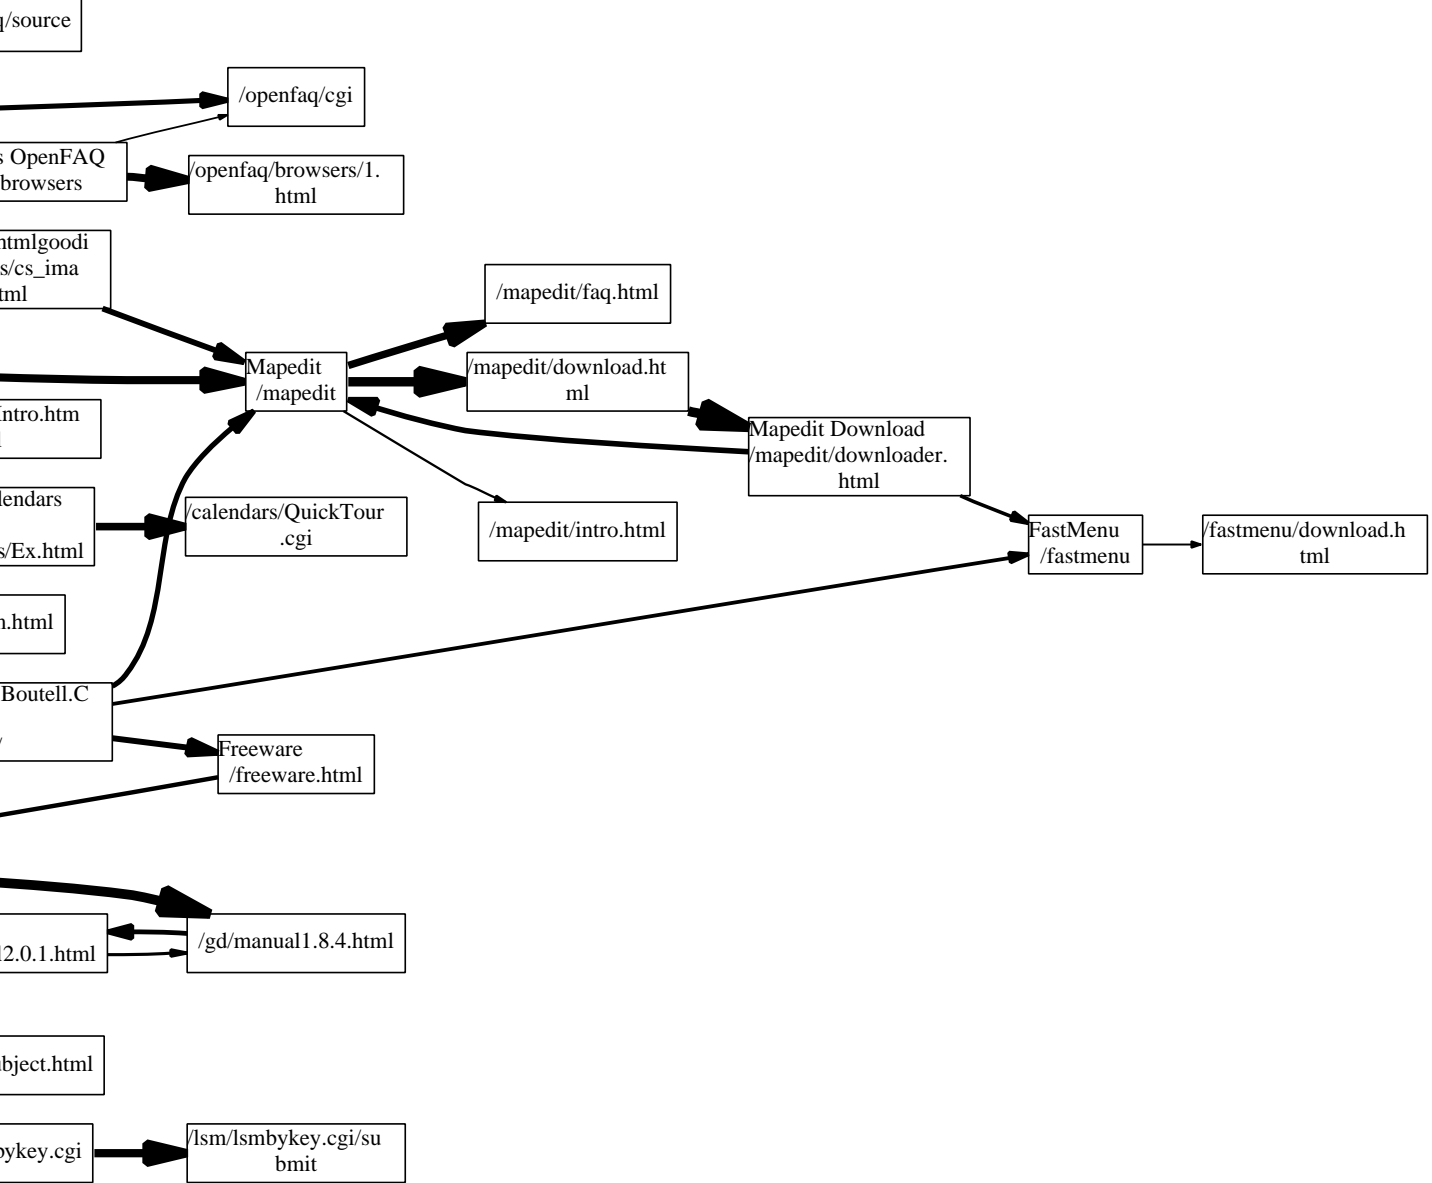 q/source
/openfaq/cgi
s OpenFAQ
browsers
/openfaq/browsers/1.
html
htmlgoodi
s/cs_ima
tml
/mapedit/faq.html
Mapedit
/mapedit
/mapedit/download.ht
ml
Intro.htm
l
Mapedit Download
/mapedit/downloader.
html
lendars
s/Ex.html
/calendars/QuickTour
.cgi
/mapedit/intro.html
FastMenu
/fastmenu
/fastmenu/download.h
tml
n.html
Boutell.C
/
Freeware
/freeware.html
l2.0.1.html
/gd/manual1.8.4.html
ubject.html
bykey.cgi
/lsm/lsmbykey.cgi/su
bmit